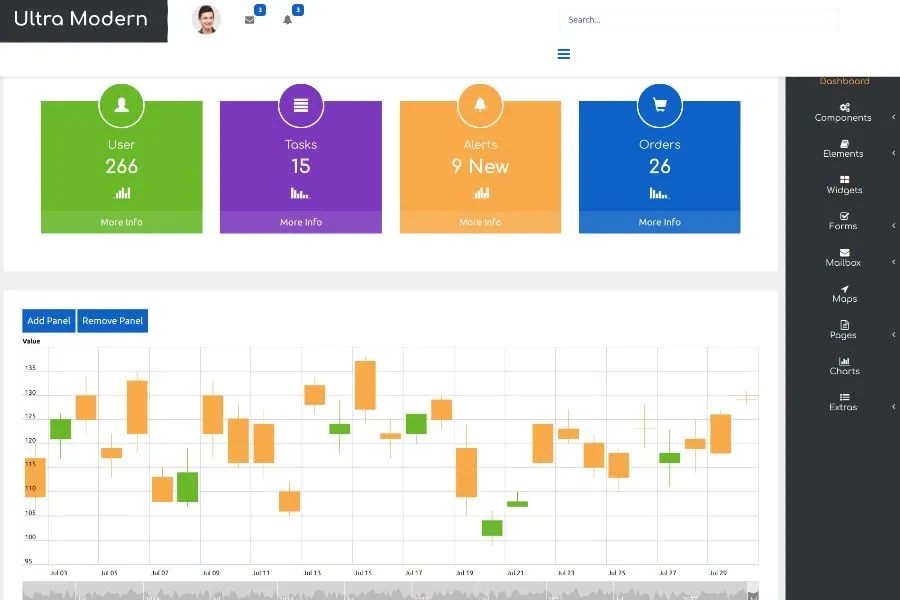 Ultra Modern
3
3
Search...
User
266
More Info
Tasks
15
More Info
Alerts
9 New
More Info
Orders
26
More Info
Dashboard
Components
Elements
Widgets
Forms
Mailbox
Maps
Pages
Charts
Extras
Add Panel
Remove Panel
Value
135
130
125
120
115
110
105
100
95
Jul 03
Jul 05
Jul 07
Jul 09
Jul 11
Jul 13
Jul 15
Jul 17
Jul 19
Jul 21
Jul 23
Jul 25
Jul 27
Jul 29